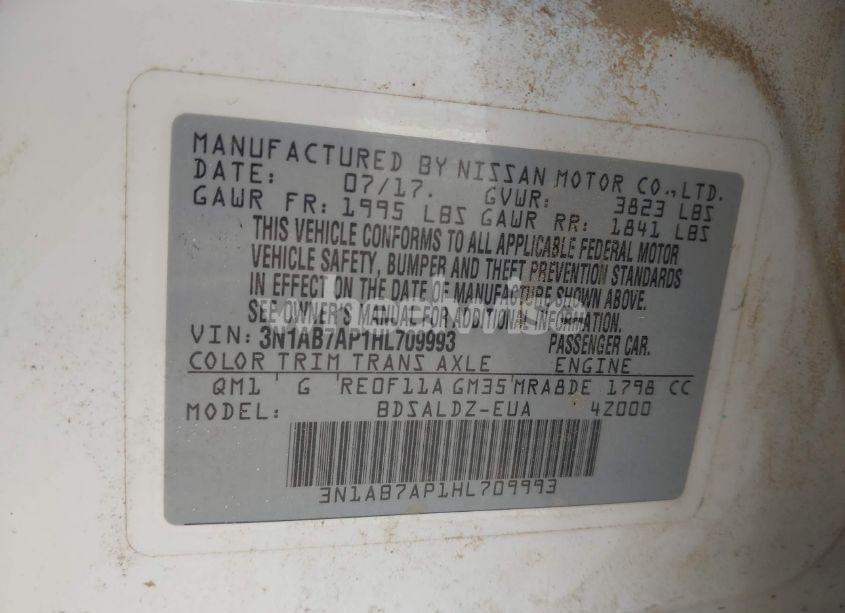 MANUFACTURED BY NISSAN MOTOR CO.,LTD.
DATE: 07/17. GVWR: 3823 LBS
GAWR FR: 1995 LBS GAWR RR: 1841 LBS
THIS VEHICLE CONFORMS TO ALL APPLICABLE FEDERAL MOTOR
VEHICLE SAFETY, BUMPER AND THEFT PREVENTION STANDARDS
IN EFFECT ON THE DATE OF MANUFACTURE SHOWN ABOVE.
SEE OWNER'S MANUAL FOR ADDITIONAL INFORMATION.
VIN: 3N1AB7AP1HL709993 PASSENGER CAR.
COLOR TRIM TRANS AXLE ENGINE
QM1 G RE0F11A GM35 MRA8DE 1798 CC
MODEL: BDSALDZ-EUA 4Z000
3N1AB7AP1HL709993